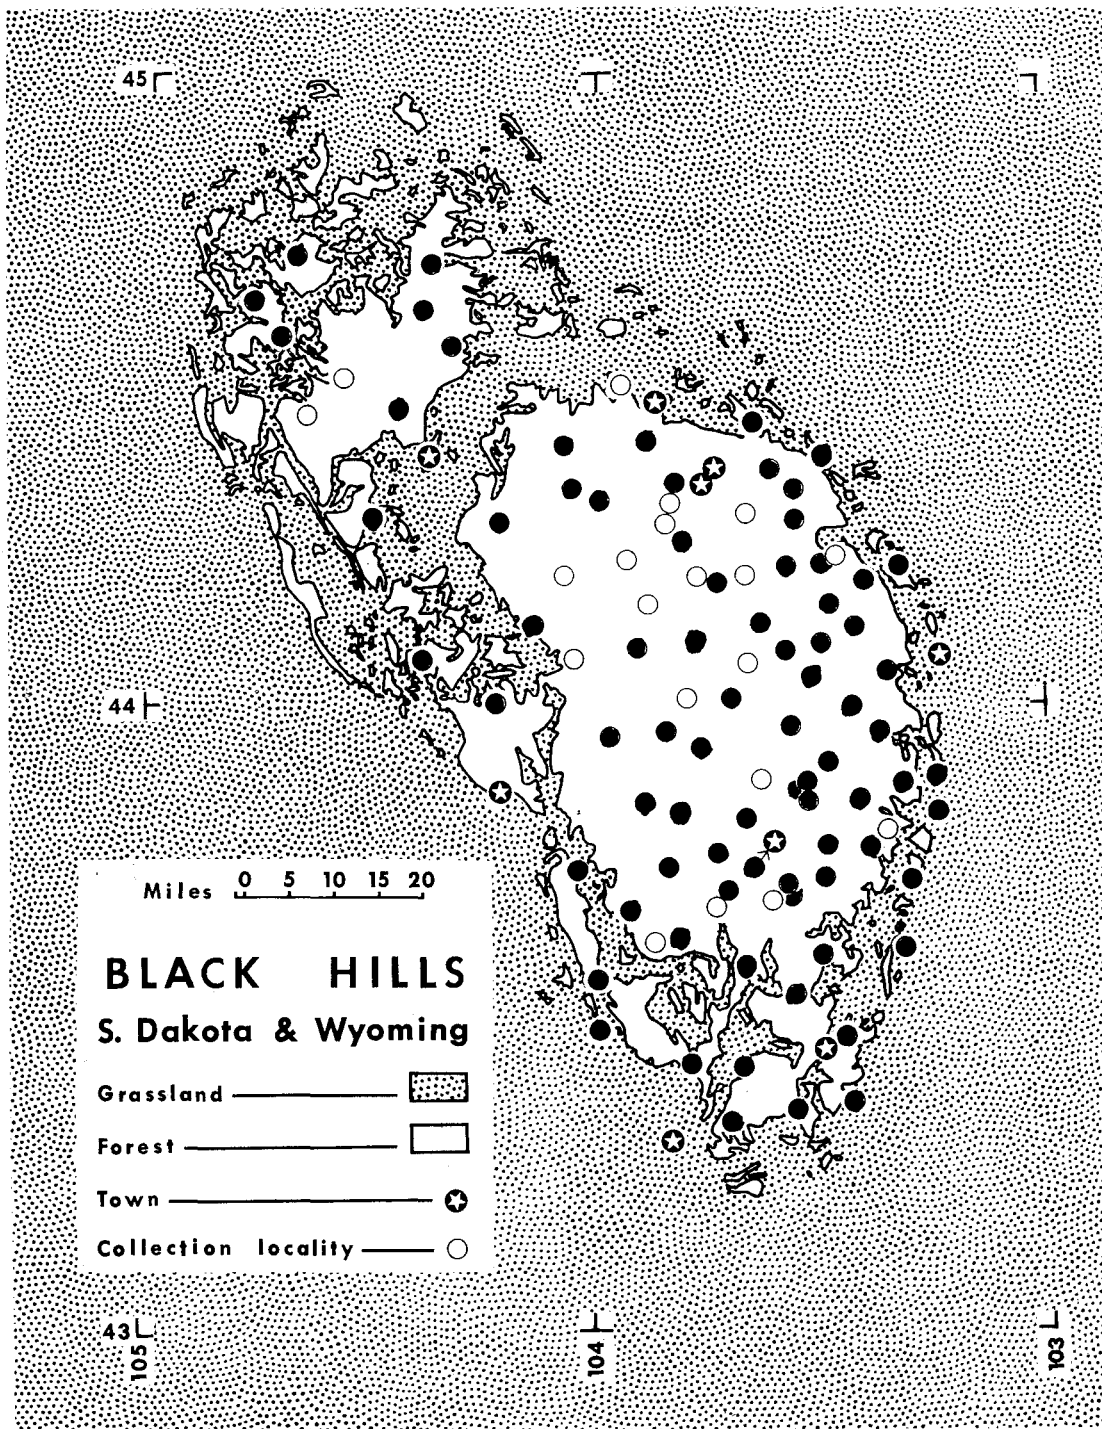 45
44
Miles 0 5 10 15 20
BLACK HILLS
S. Dakota & Wyoming
Grassland
Forest
Town
Collection locality
43
105
104
103